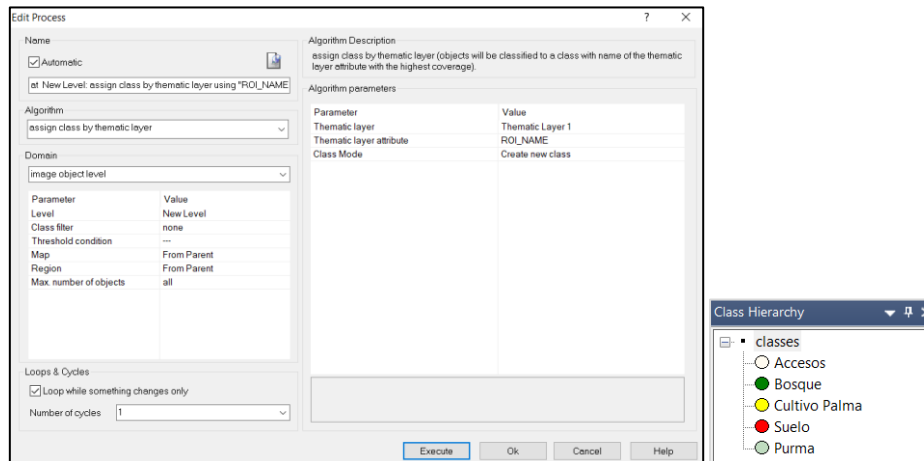 Edit Process
? ×
Name
Automatic
at New Level: assign class by thematic layer using "ROI_NAME
Algorithm
assign class by thematic layer
Domain
image object level
Parameter Value
Level New Level
Class filter none
Threshold condition ---
Map From Parent
Region From Parent
Max. number of objects all
Loops & Cycles
Loop while something changes only
Number of cycles 1
Algorithm Description
assign class by thematic layer (objects will be classified to a class with name of the thematic
layer attribute with the highest coverage).
Algorithm parameters
Parameter Value
Thematic layer Thematic Layer 1
Thematic layer attribute ROI_NAME
Class Mode Create new class
Execute Ok Cancel Help
Class Hierarchy
classes
Accesos
Bosque
Cultivo Palma
Suelo
Purma